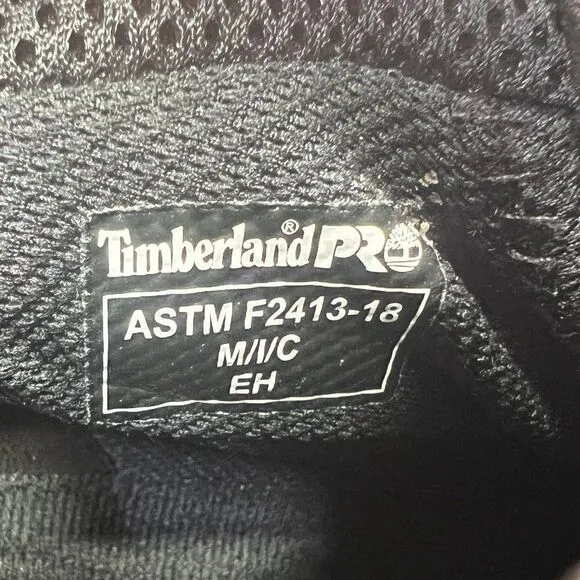 Timberland® PRO
ASTM F2413-18
M/I/C
EH